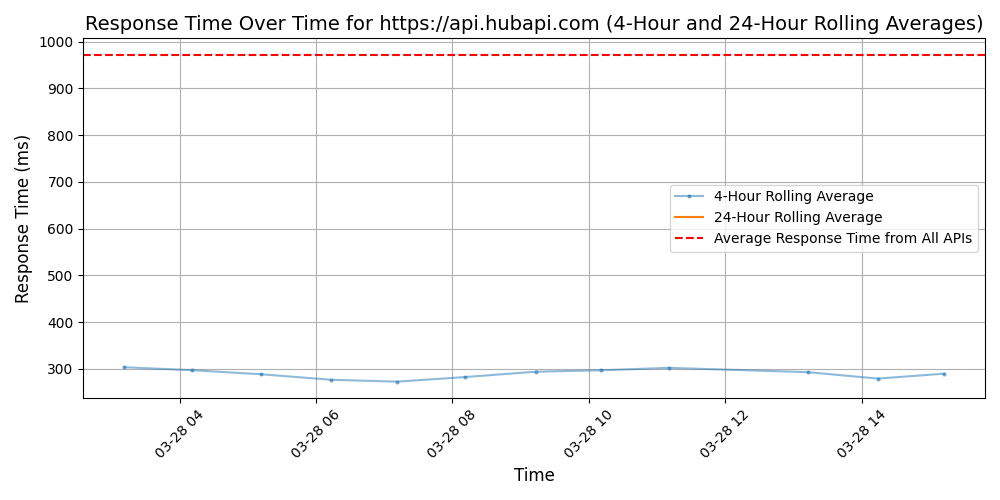 Response Time Over Time for https://api.hubapi.com (4-Hour and 24-Hour Rolling Averages)
Response Time (ms)
1000
900
800
700
600
500
400
300
4-Hour Rolling Average
24-Hour Rolling Average
Average Response Time from All APIs
03-28 04
03-28 06
03-28 08
03-28 10
03-28 12
03-28 14
Time